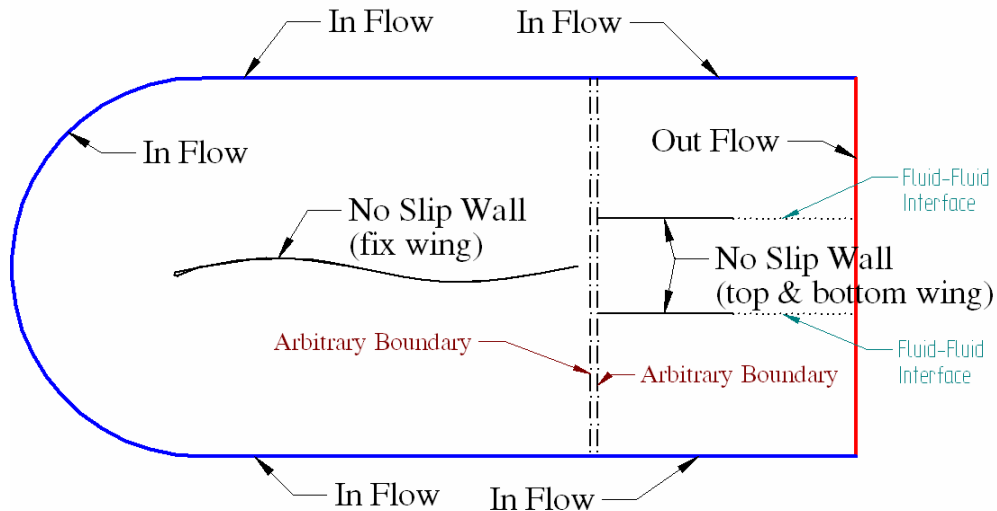 In Flow
In Flow
In Flow
Out Flow
Fluid-Fluid
Interface
No Slip Wall
(fix wing)
No Slip Wall
(top & bottom wing)
Arbitrary Boundary
Fluid-Fluid
Interface
Arbitrary Boundary
In Flow
In Flow